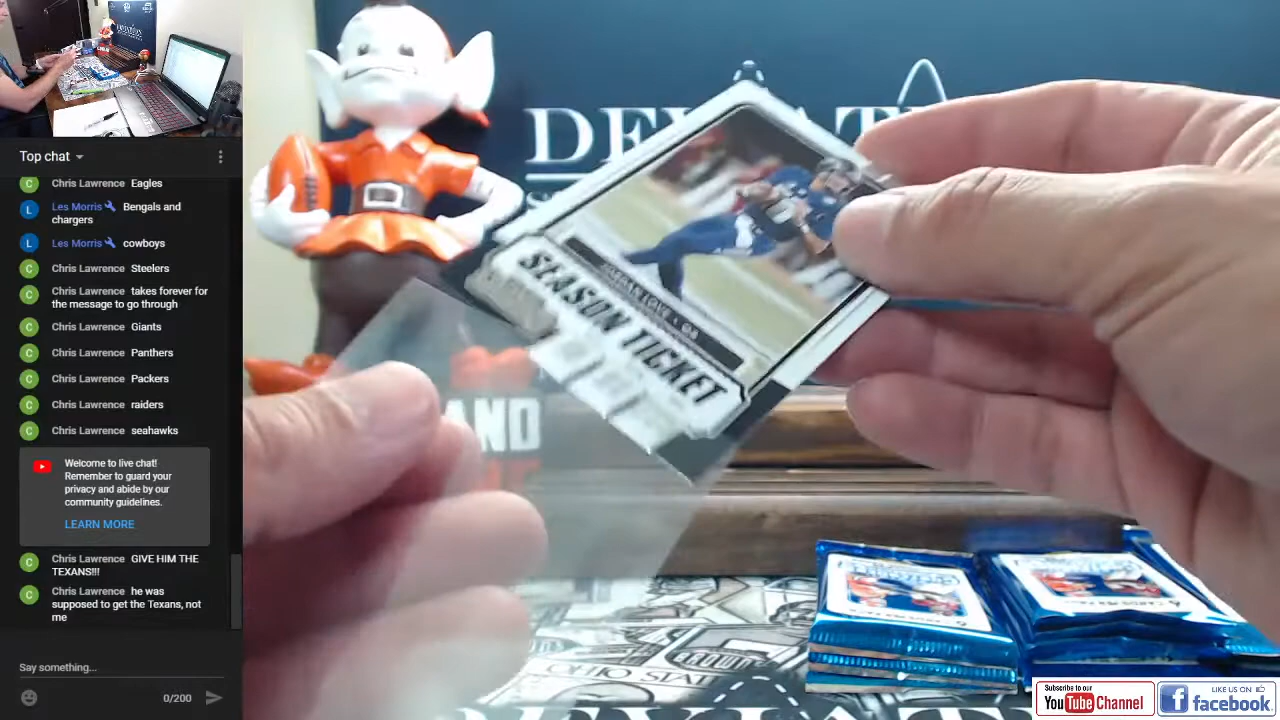 Top chat
Chris Lawrence Eagles
Les Morris Bengals and
chargers
Les Morris cowboys
Chris Lawrence Steelers
Chris Lawrence takes forever for
the message to go through
Chris Lawrence Giants
Chris Lawrence Panthers
Chris Lawrence Packers
Chris Lawrence raiders
Chris Lawrence seahawks
Welcome to live chat!
Remember to guard your
privacy and abide by our
community guidelines.
LEARN MORE
Chris Lawrence GIVE HIM THE
TEXANS!!!
Chris Lawrence he was
supposed to get the Texans, not
me
Say something...
0/200
SEASON TICKET
AND
OHIO STATE
BROWN
Subscribe to our
YouTube Channel
LIKE US ON
facebook.